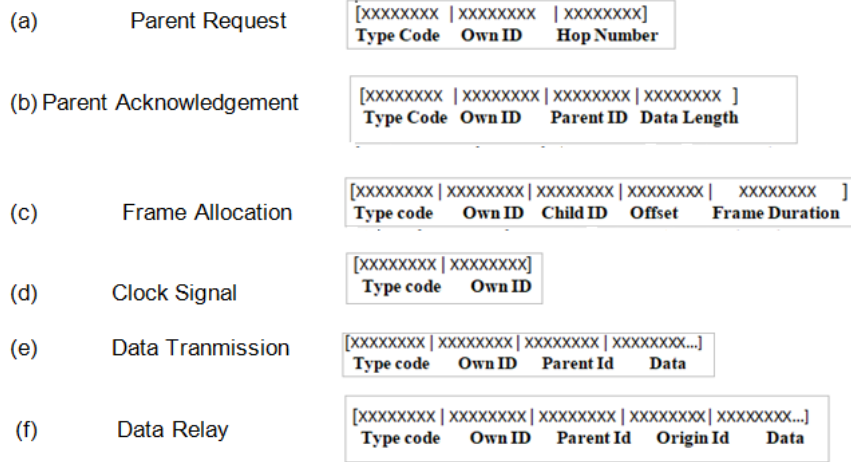 (a) Parent Request [XXXXXXXX | XXXXXXXX | XXXXXXXX]
Type Code Own ID Hop Number
(b) Parent Acknowledgement [XXXXXXXX | XXXXXXXX | XXXXXXXX | XXXXXXXX ]
Type Code Own ID Parent ID Data Length
(c) Frame Allocation [XXXXXXXX | XXXXXXXX | XXXXXXXX | XXXXXXXX | XXXXXXXX ]
Type code Own ID Child ID Offset Frame Duration
(d) Clock Signal [XXXXXXXX | XXXXXXXX]
Type code Own ID
(e) Data Tranmission [XXXXXXXX | XXXXXXXX | XXXXXXXX | XXXXXXXX...]
Type code Own ID Parent Id Data
(f) Data Relay [XXXXXXXX | XXXXXXXX | XXXXXXXX | XXXXXXXX| XXXXXXXX...]
Type code Own ID Parent Id Origin Id Data